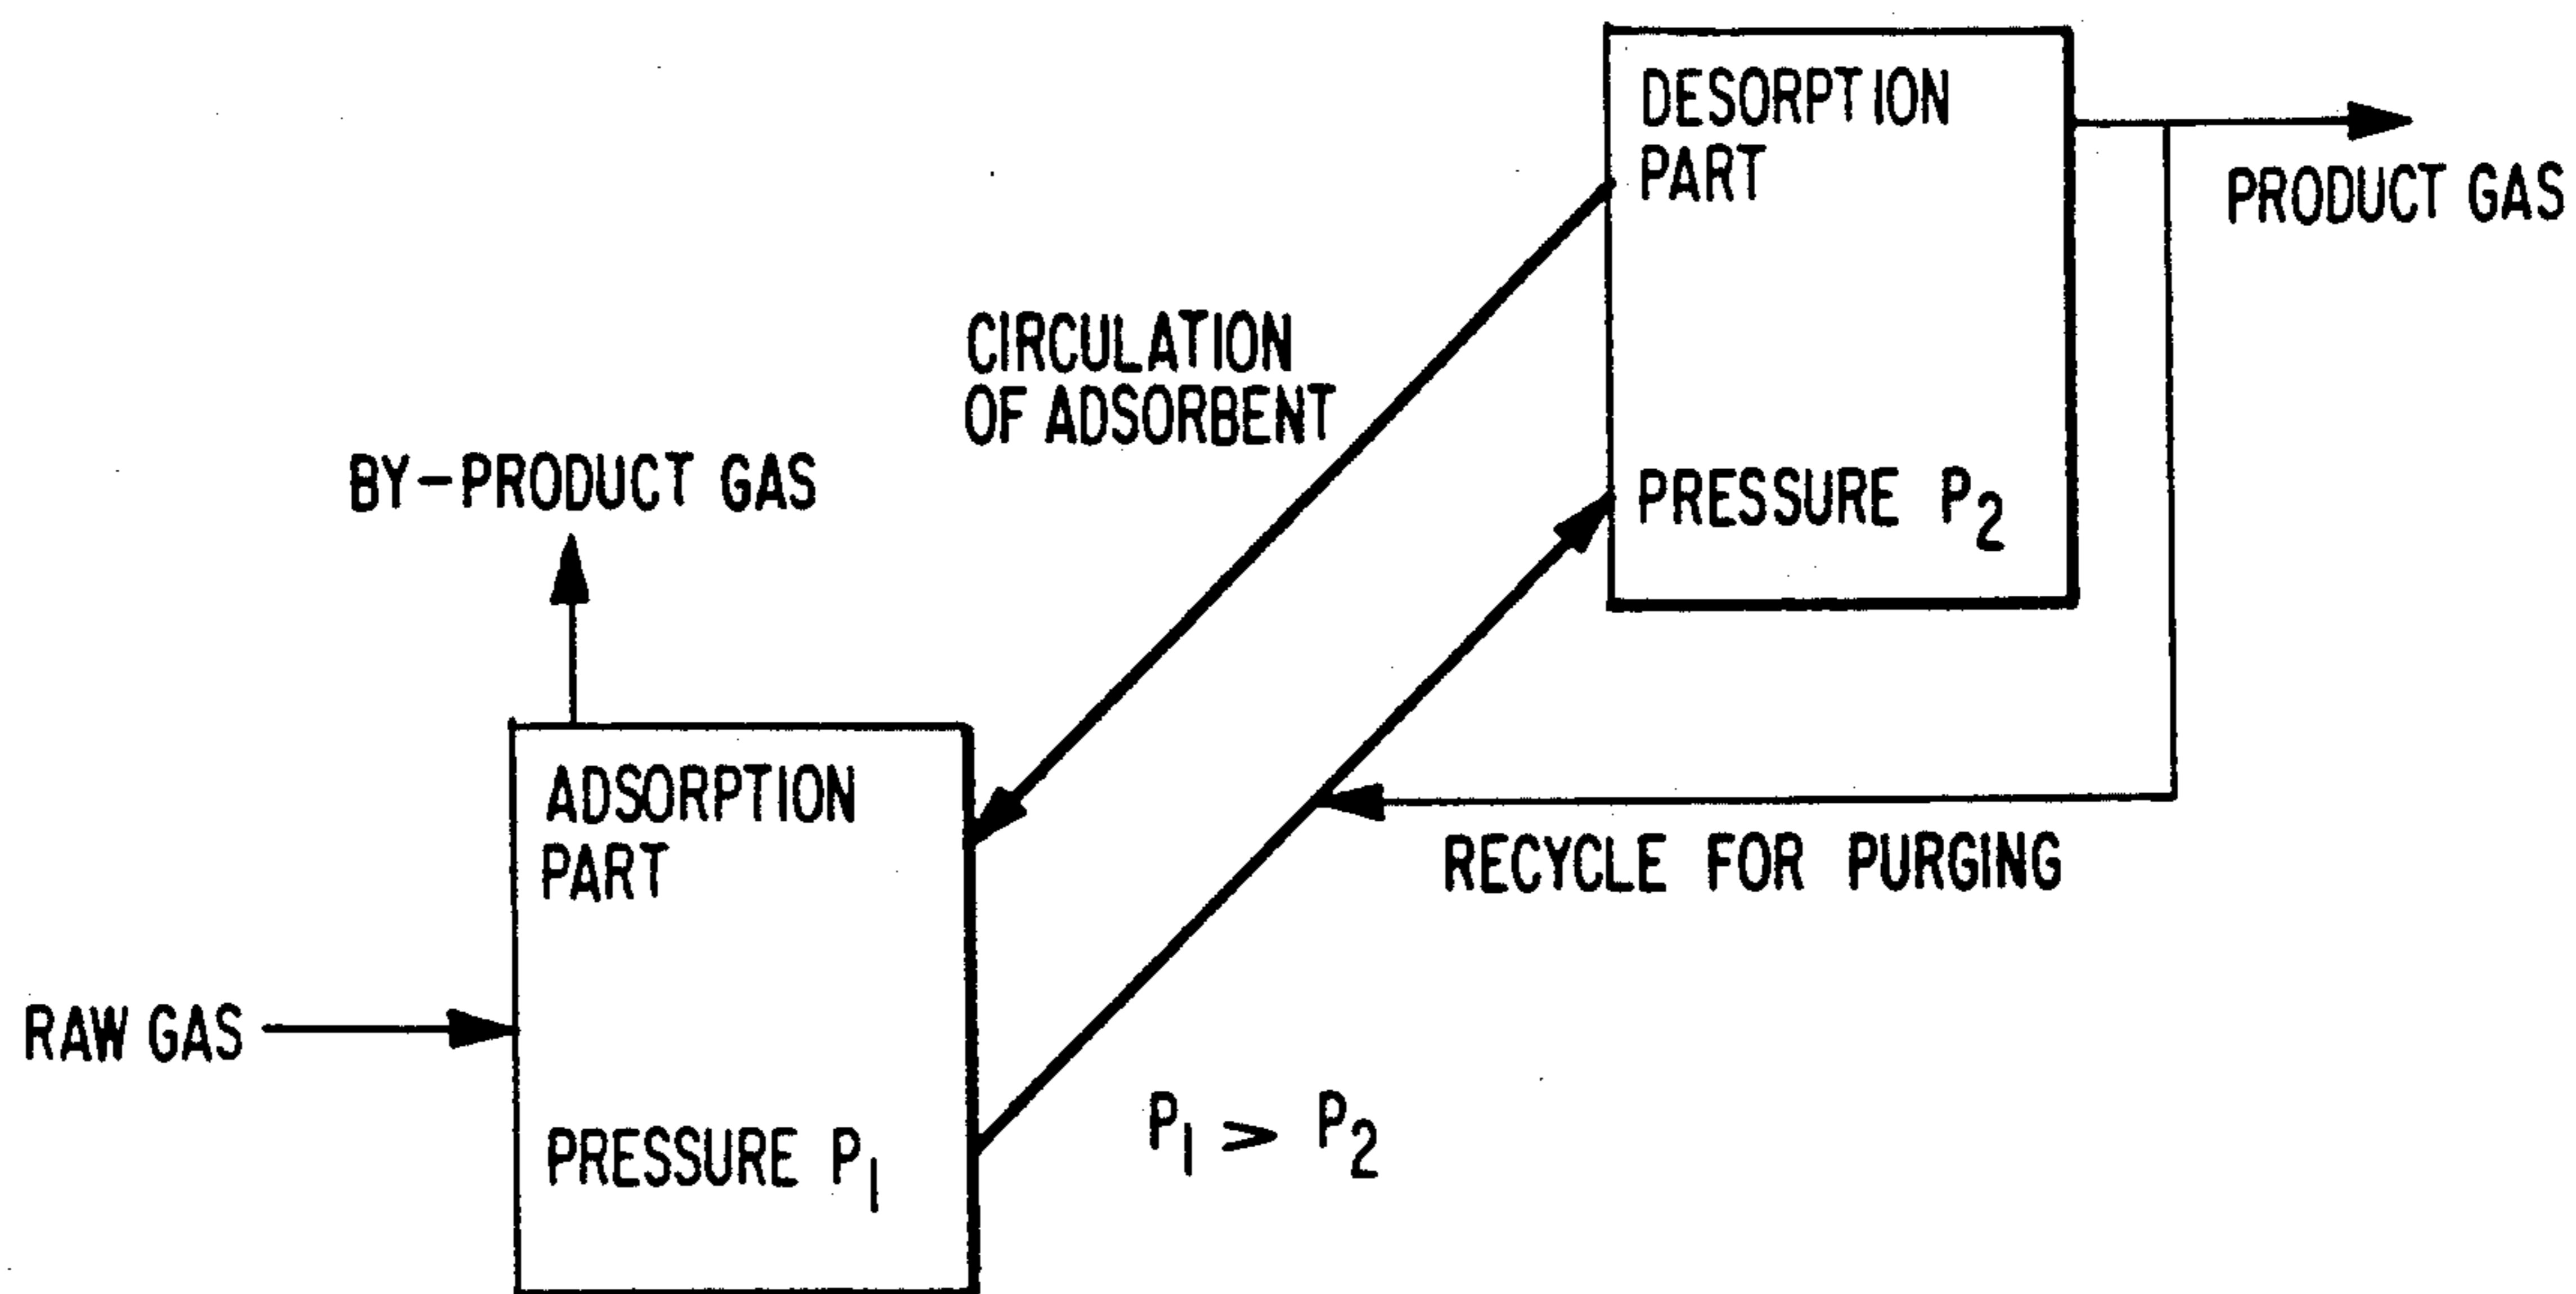 DESORPTION
PART
PRODUCT GAS
CIRCULATION
OF ADSORBENT
BY-PRODUCT GAS
PRESSURE P₂
ADSORPTION
PART
RECYCLE FOR PURGING
RAW GAS
PRESSURE P₁
P₁ > P₂